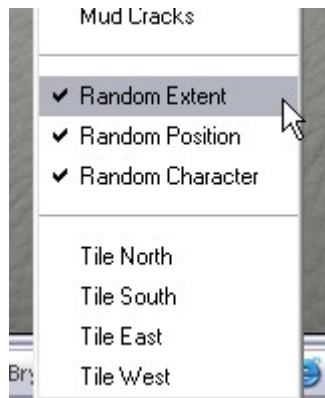 Mud Cracks
Random Extent
Random Position
Random Character
Tile North
Tile South
Tile East
Tile West